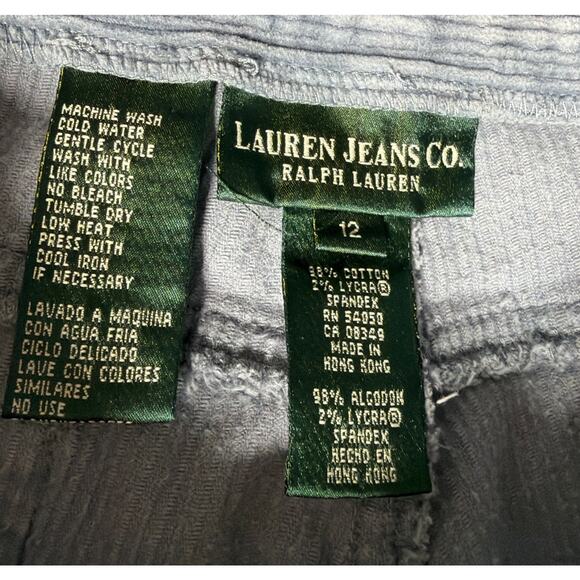 MACHINE WASH
COLD WATER
GENTLE CYCLE
WASH WITH
LIKE COLORS
NO BLEACH
TUMBLE DRY
LOW HEAT
PRESS WITH
COOL IRON
IF NECESSARY
LAVADO A MAQUINA
CON AGUA FRIA
CICLO DELICADO
LAVE CON COLORES
SIMILARES
NO USE
LAUREN JEANS CO.
RALPH LAUREN
12
98% COTTON
2% LYCRA®
SPANDEX
RN 54050
CA 08349
MADE IN
HONG KONG
98% ALGODON
2% LYCRA®
SPANDEX
HECHO EN
HONG KONG